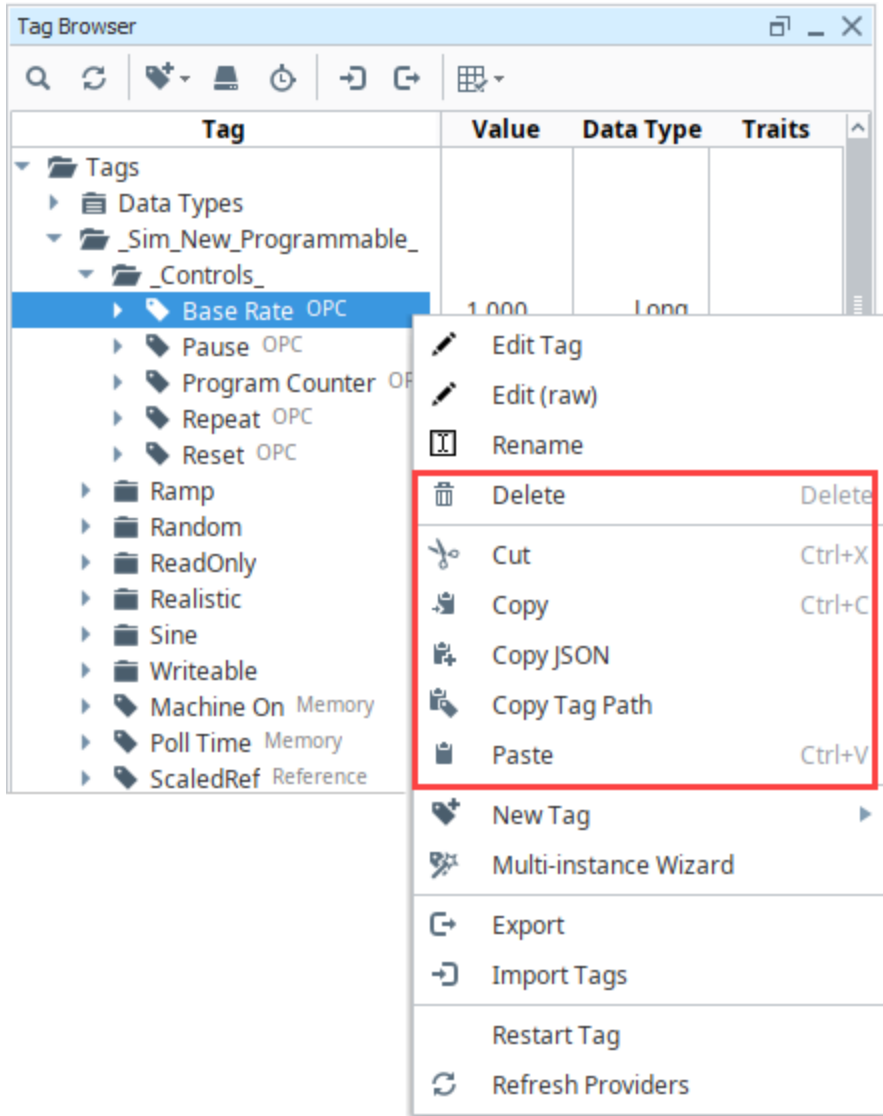 Tag Browser
Tag Value Data Type Traits
Tags
Data Types
_Sim_New_Programmable_
_Controls_
Base Rate OPC 1,000 Long
Pause OPC
Program Counter
Repeat OPC
Reset OPC
Ramp
Random
ReadOnly
Realistic
Sine
Writeable
Machine On Memory
Poll Time Memory
ScaledRef Reference
Edit Tag
Edit (raw)
Rename
Delete Delete
Cut Ctrl+X
Copy Ctrl+C
Copy JSON
Copy Tag Path
Paste Ctrl+V
New Tag
Multi-instance Wizard
Export
Import Tags
Restart Tag
Refresh Providers